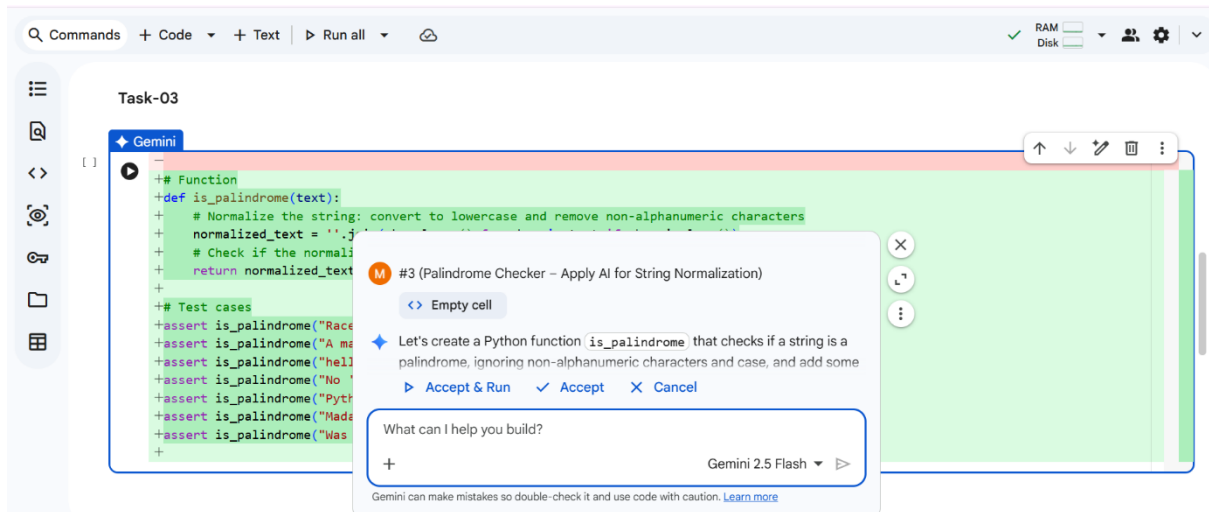 Commands + Code + Text Run all
RAM
Disk
Task-03
Gemini
[ ]
# Function
def is_palindrome(text):
# Normalize the string: convert to lowercase and remove non-alphanumeric characters
normalized_text = ''.j
# Check if the normali
return normalized_text
# Test cases
assert is_palindrome("Race
assert is_palindrome("A ma
assert is_palindrome("hell
assert is_palindrome("No '
assert is_palindrome("Pyth
assert is_palindrome("Mada
assert is_palindrome("Was
M #3 (Palindrome Checker – Apply AI for String Normalization)
<> Empty cell
Let's create a Python function is_palindrome that checks if a string is a
palindrome, ignoring non-alphanumeric characters and case, and add some
Accept & Run Accept Cancel
What can I help you build?
+ Gemini 2.5 Flash
Gemini can make mistakes so double-check it and use code with caution. Learn more